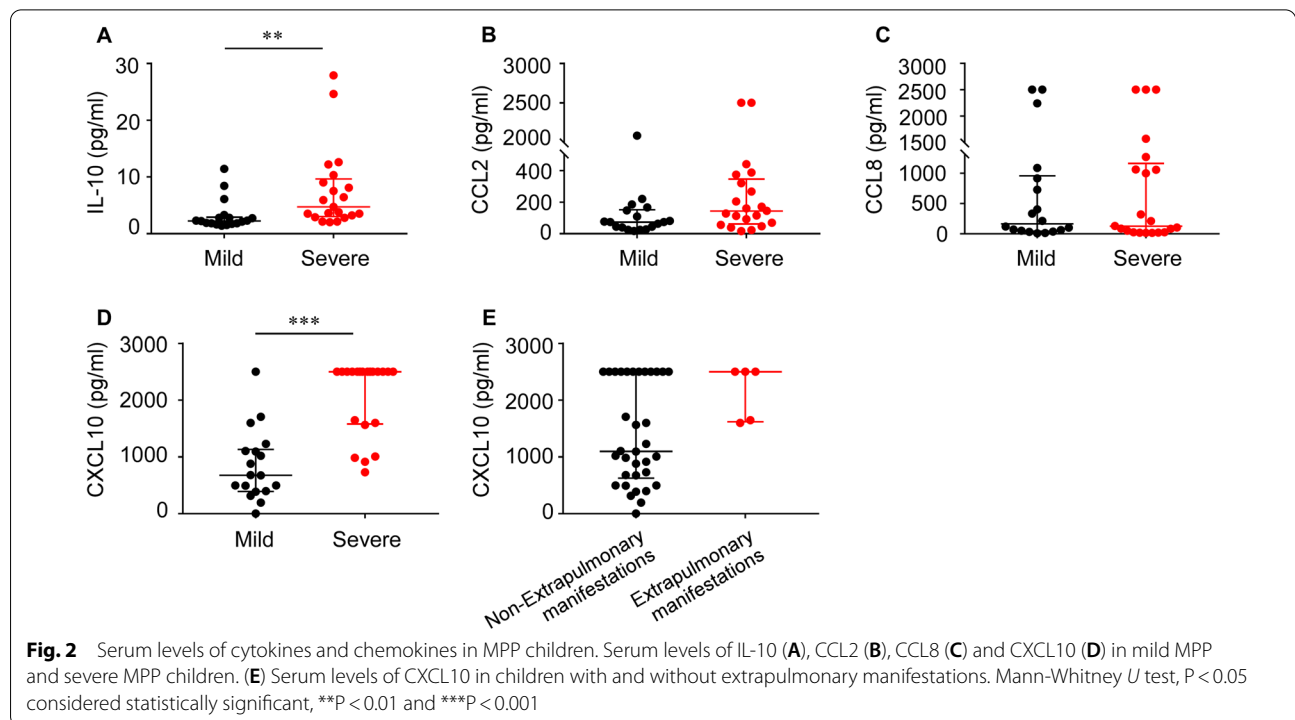 A
**
IL-10 (pg/ml)
30
20
10
0
Mild Severe
B
CCL2 (pg/ml)
3000
2500
2000
400
200
0
Mild Severe
C
CCL8 (pg/ml)
3000
2500
2000
1500
1000
500
0
Mild Severe
D
***
CXCL10 (pg/ml)
3000
2000
1000
0
Mild Severe
E
CXCL10 (pg/ml)
3000
2000
1000
0
Non-Extrapulmonary
manifestations
Extrapulmonary
manifestations
Fig. 2 Serum levels of cytokines and chemokines in MPP children. Serum levels of IL-10 (A), CCL2 (B), CCL8 (C) and CXCL10 (D) in mild MPP
and severe MPP children. (E) Serum levels of CXCL10 in children with and without extrapulmonary manifestations. Mann-Whitney U test, P < 0.05
considered statistically significant, **P < 0.01 and ***P < 0.001